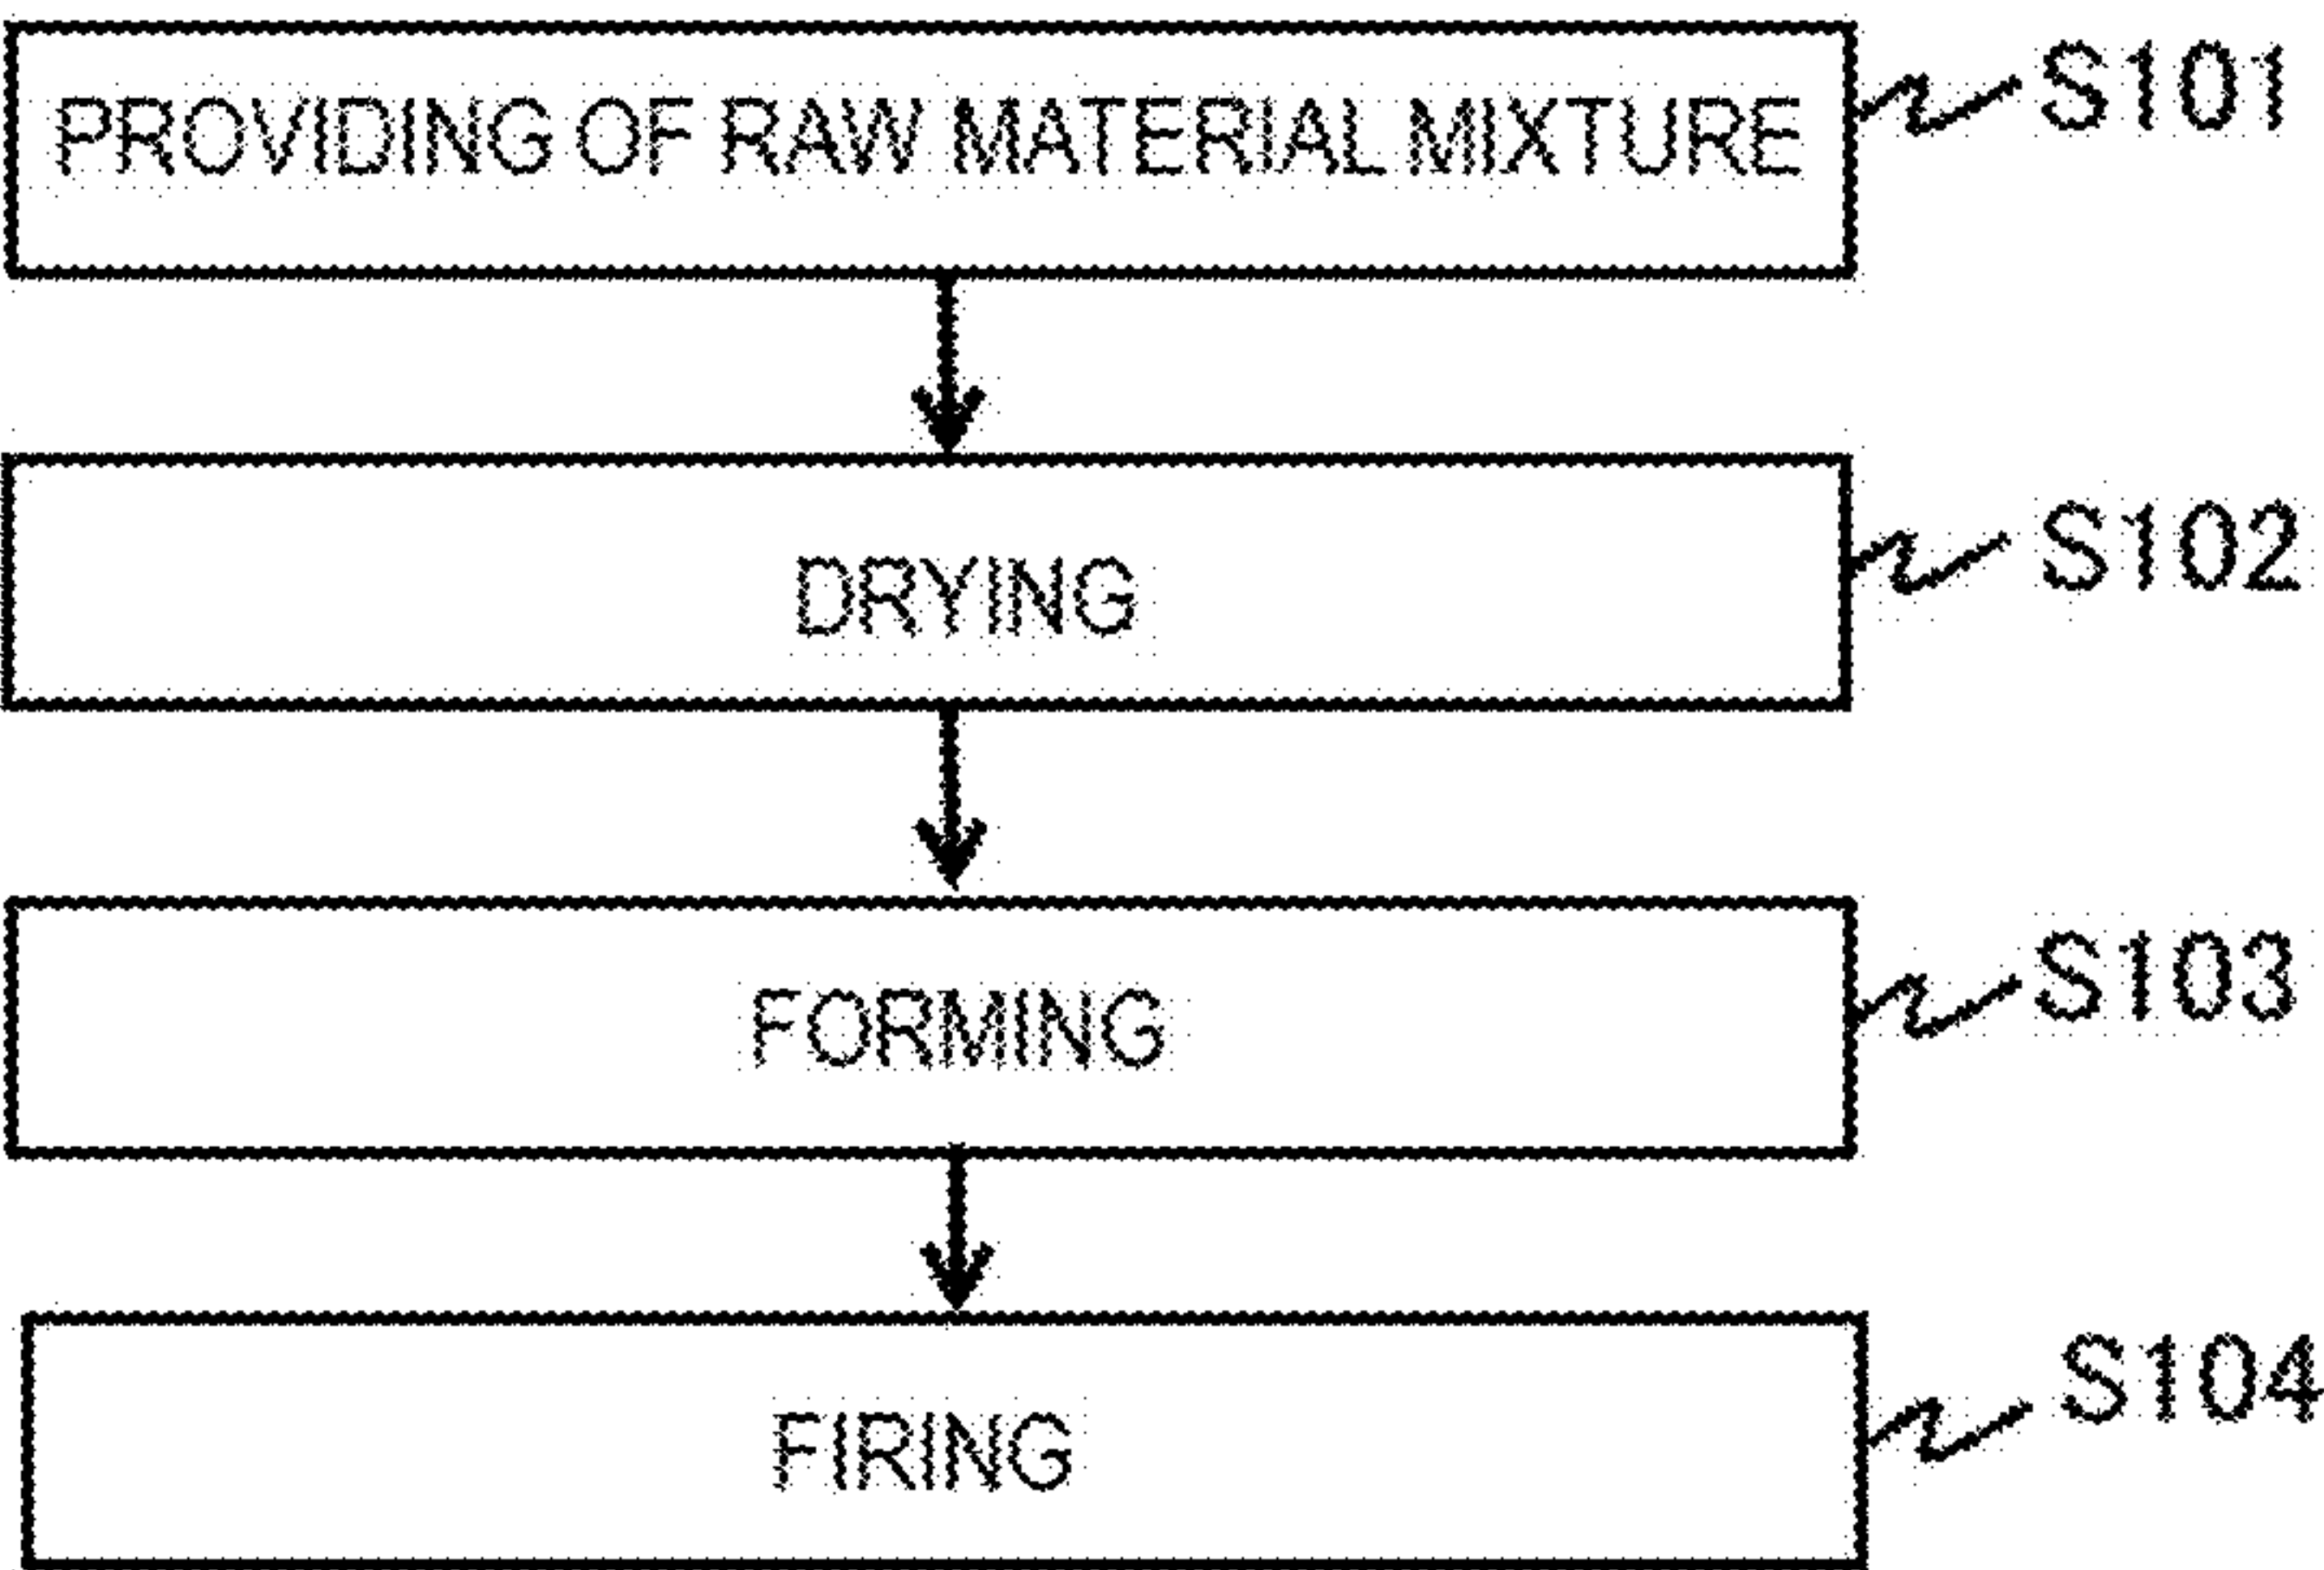 PROVIDING OF RAW MATERIAL MIXTURE S101
DRYING S102
FORMING S103
FIRING S104